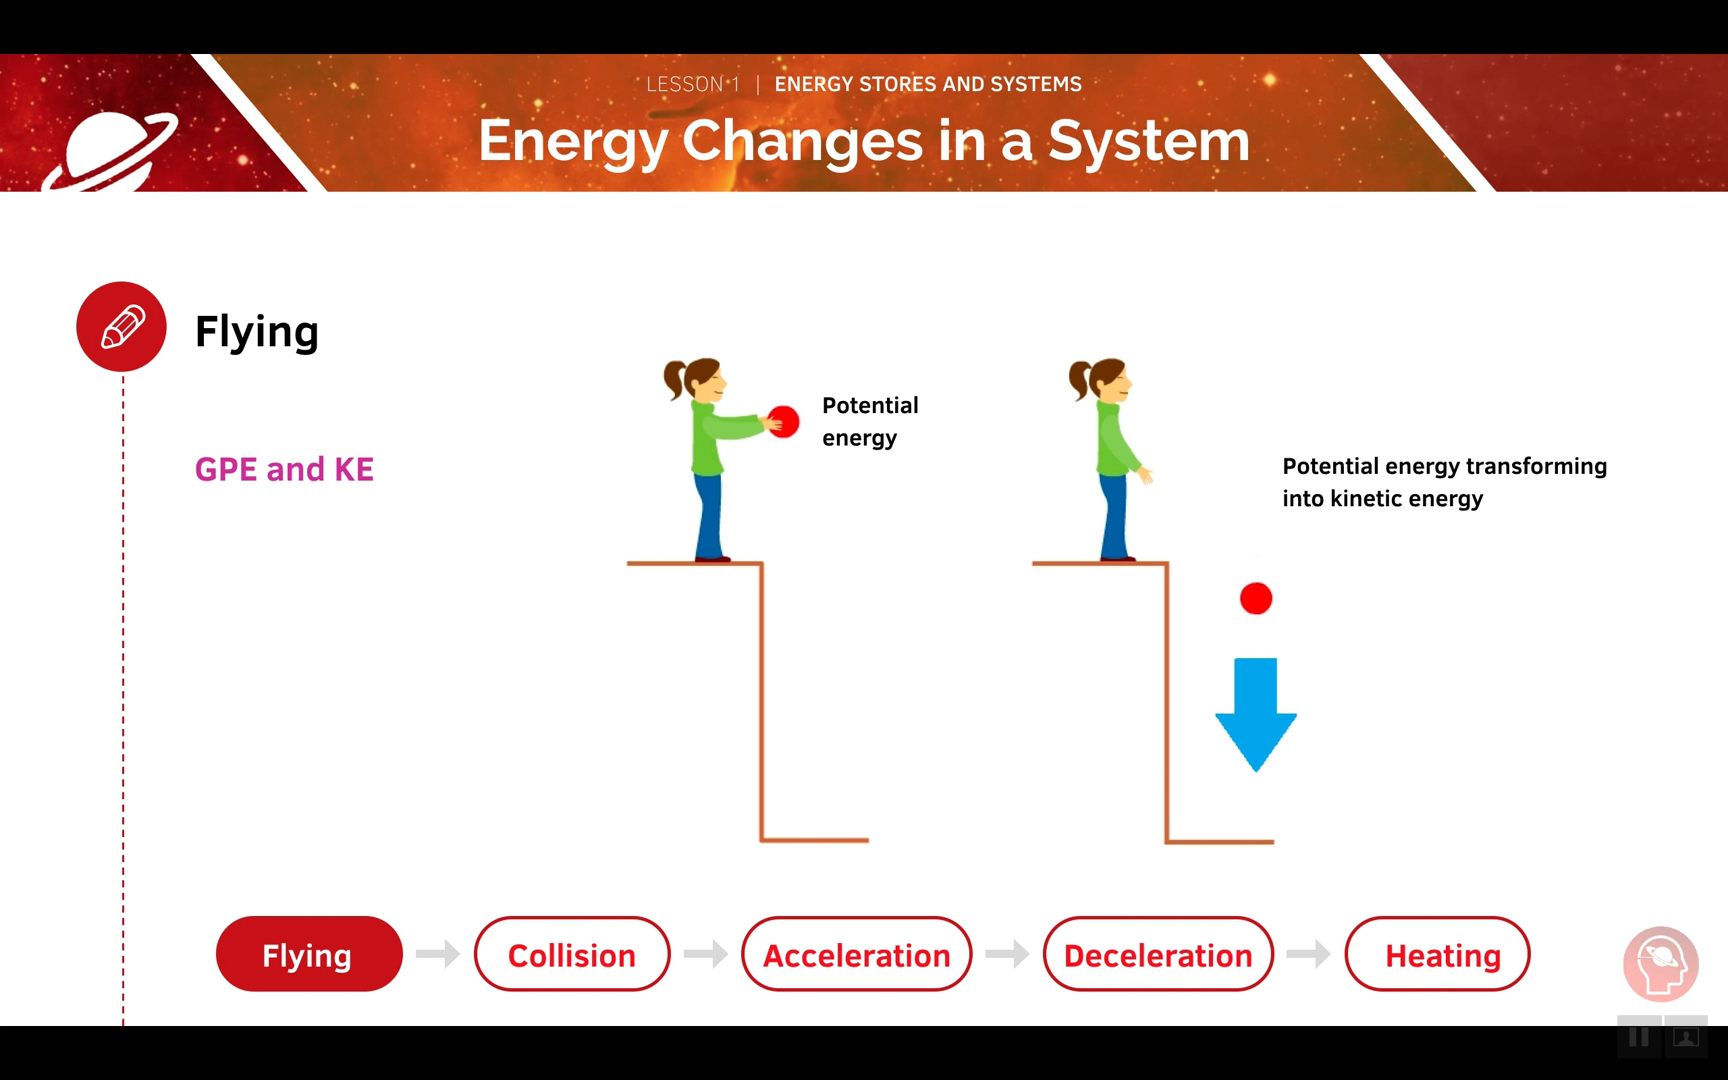 LESSON 1 | ENERGY STORES AND SYSTEMS
Energy Changes in a System
Flying
GPE and KE
Potential
energy
Potential energy transforming
into kinetic energy
Flying
Collision
Acceleration
Deceleration
Heating